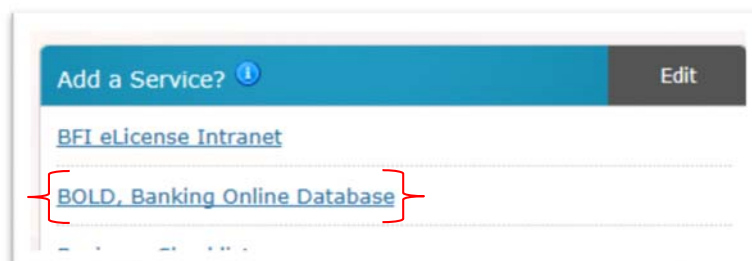 Add a Service?
Edit
BFI eLicense Intranet
BOLD, Banking Online Database